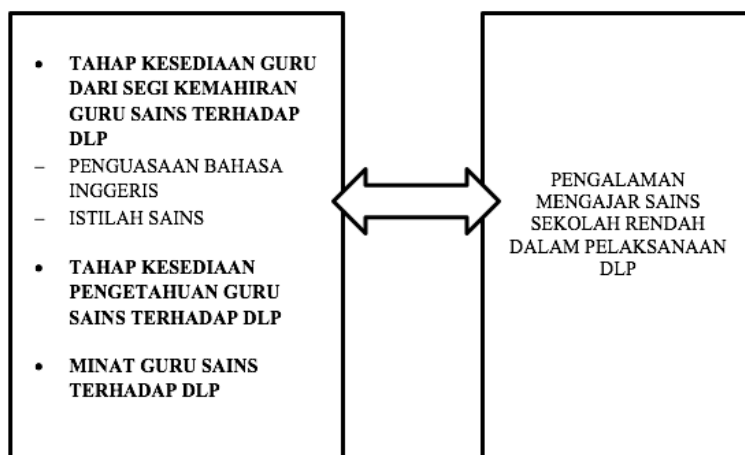 • TAHAP KESEDIAAN GURU
DARI SEGI KEMAHIRAN
GURU SAINS TERHADAP
DLP
– PENGUASAAN BAHASA
INGGERIS
– ISTILAH SAINS
• TAHAP KESEDIAAN
PENGETAHUAN GURU
SAINS TERHADAP DLP
• MINAT GURU SAINS
TERHADAP DLP
PENGALAMAN
MENGAJAR SAINS
SEKOLAH RENDAH
DALAM PELAKSANAAN
DLP